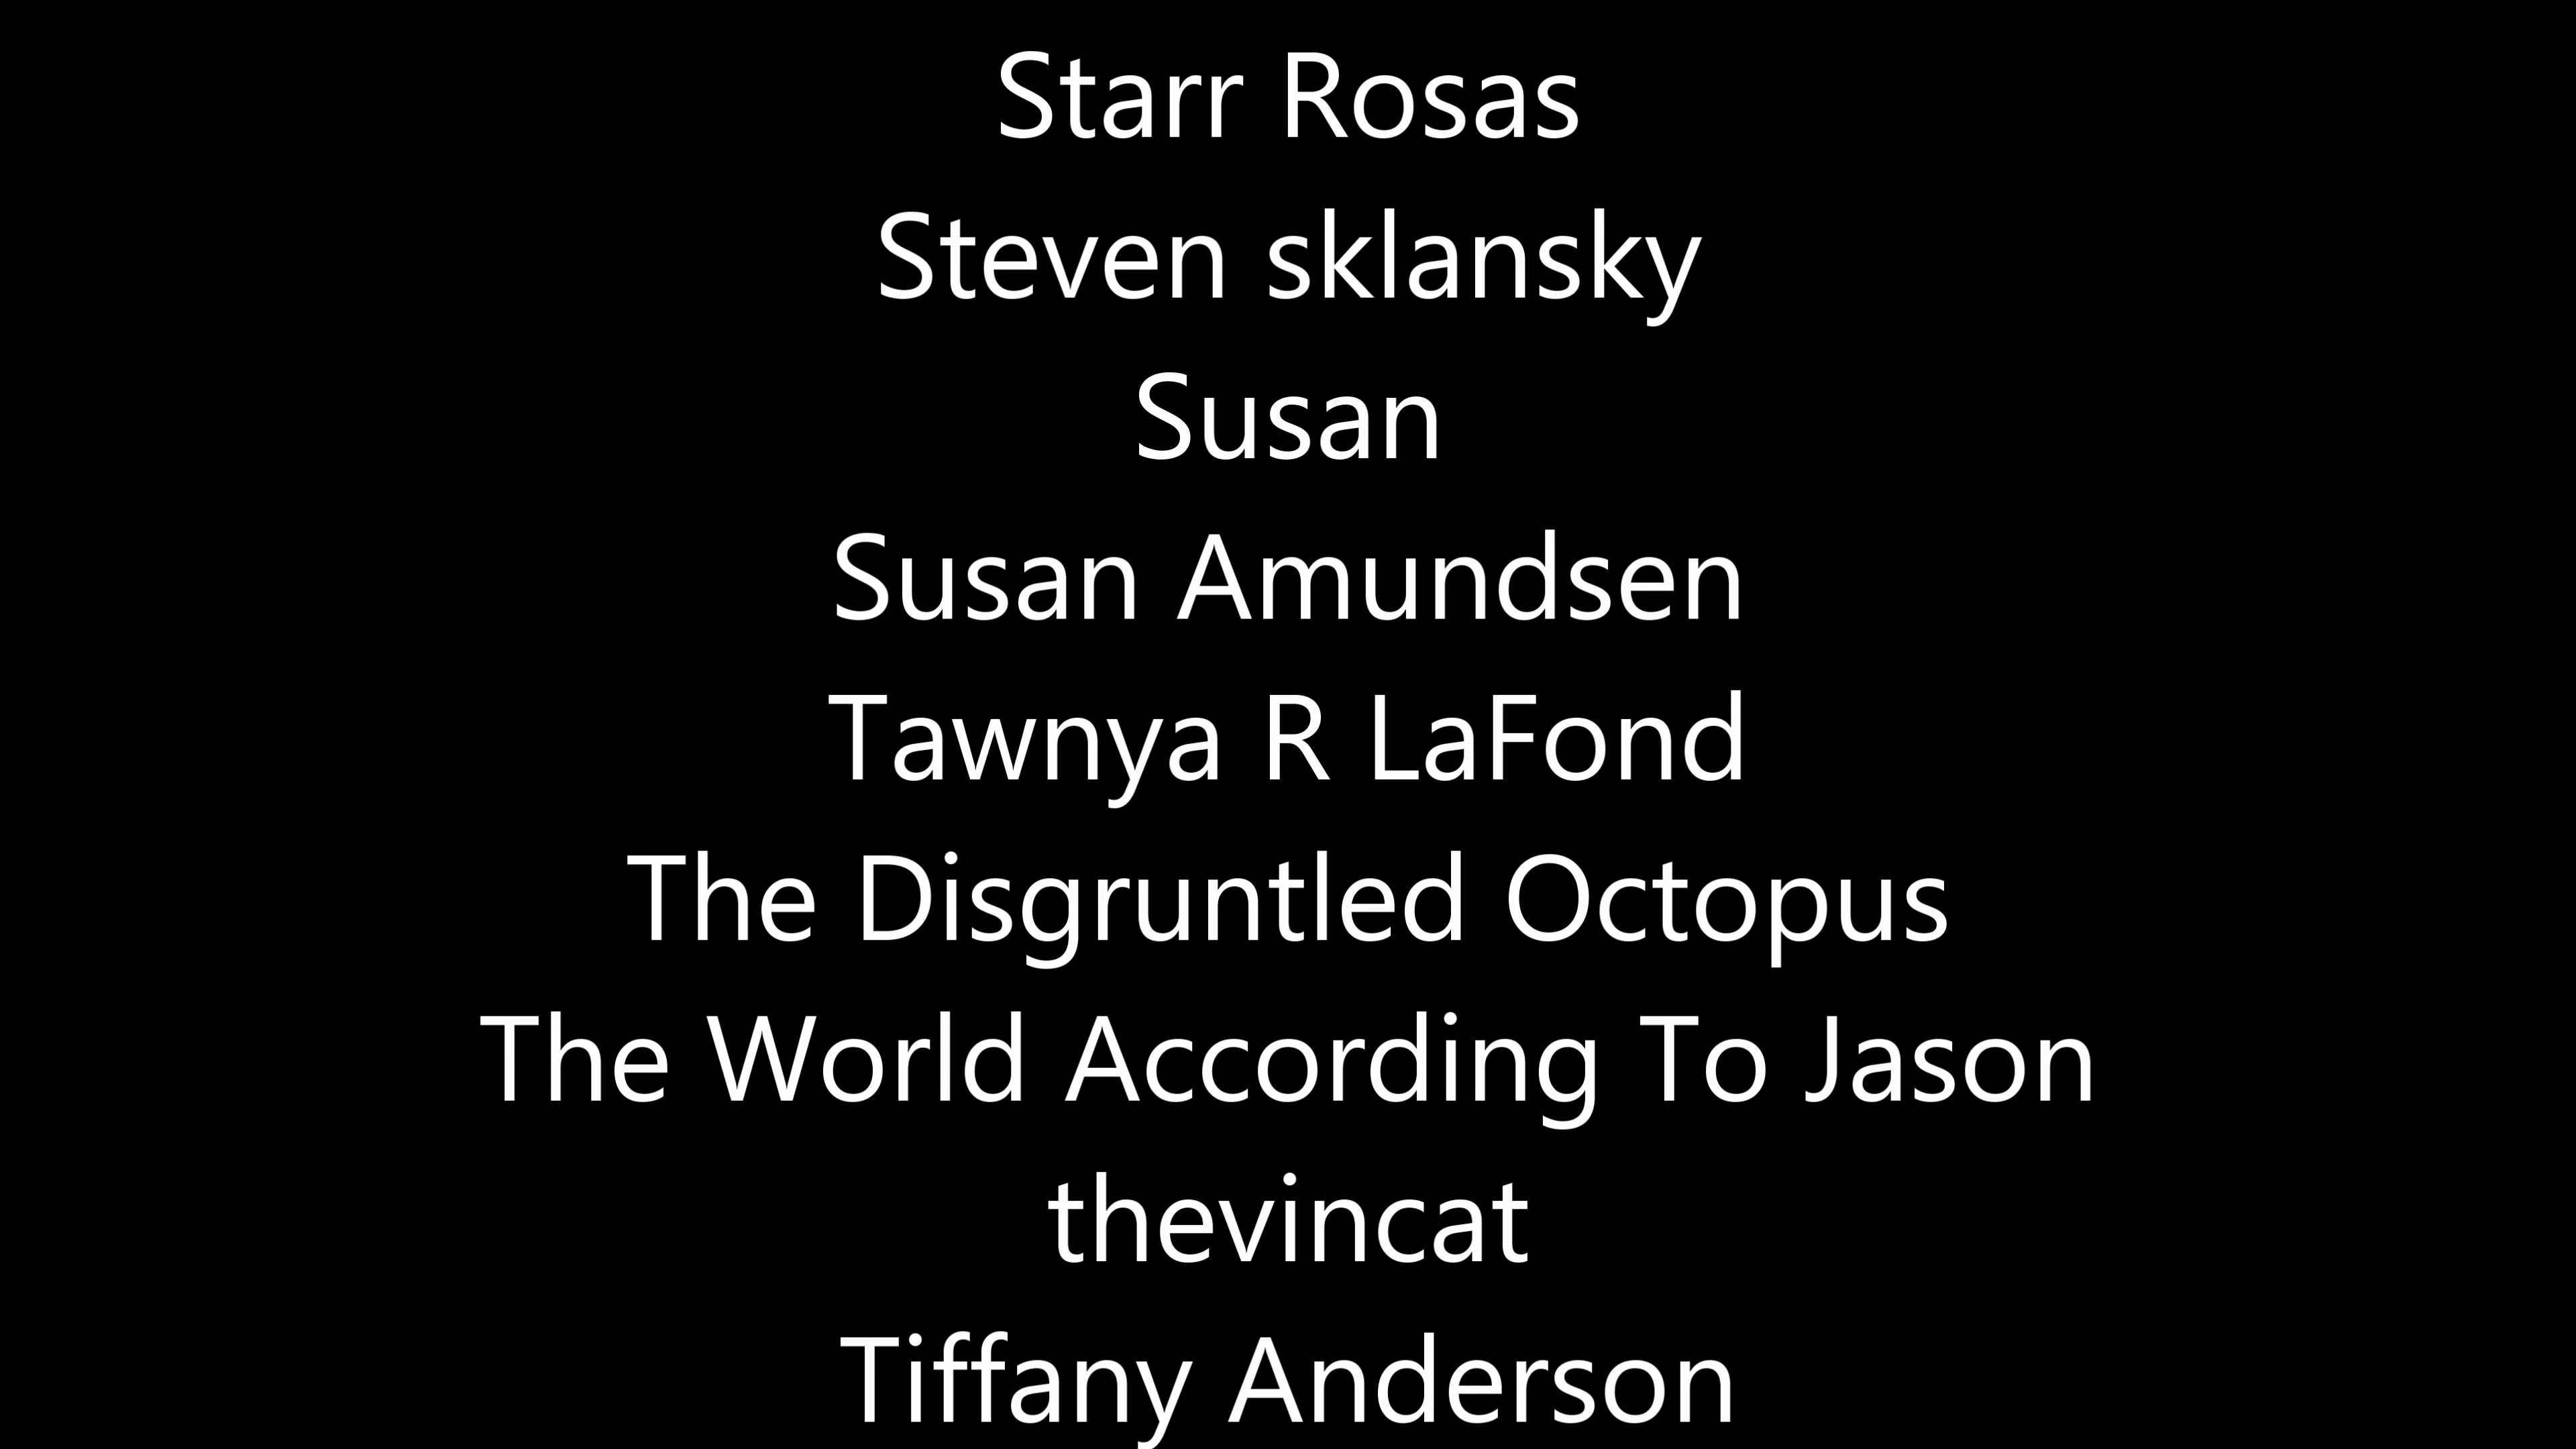 Starr Rosas
Steven sklansky
Susan
Susan Amundsen
Tawnya R LaFond
The Disgruntled Octopus
The World According To Jason
thevincat
Tiffany Anderson